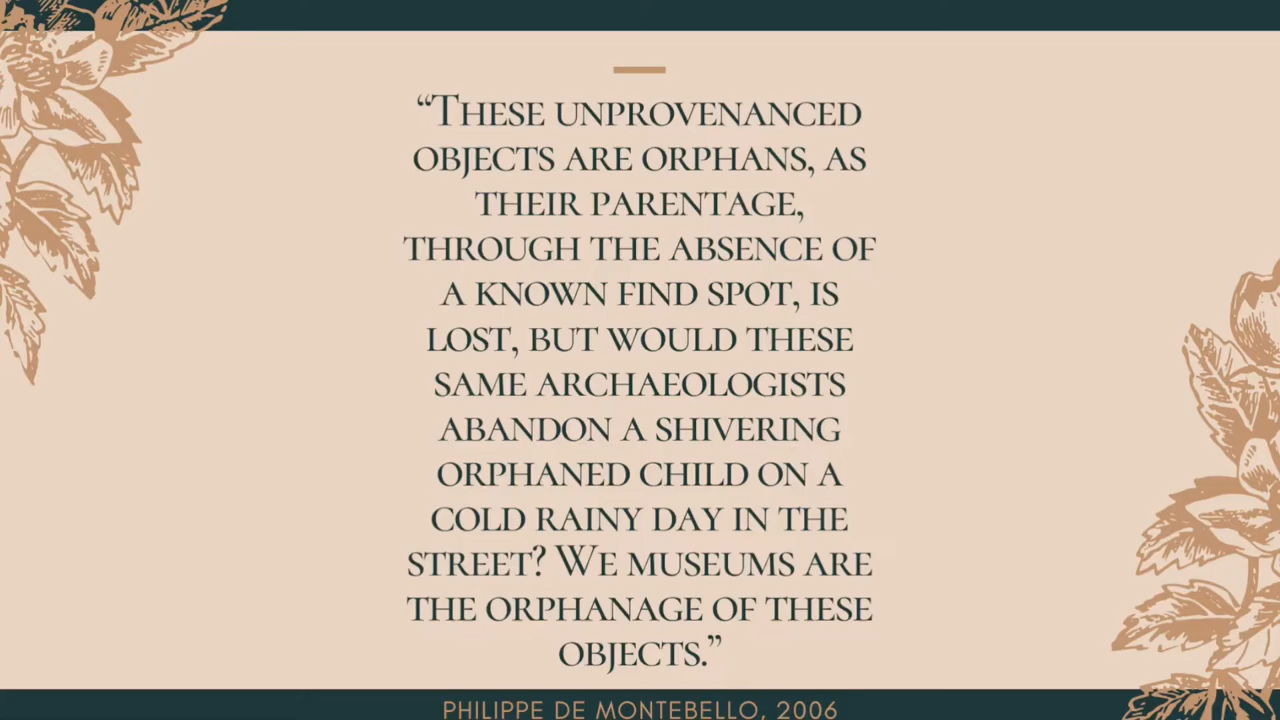 “These unprovenanced
objects are orphans, as
their parentage,
through the absence of
a known find spot, is
lost, but would these
same archaeologists
abandon a shivering
orphaned child on a
cold rainy day in the
street? We museums are
the orphanage of these
objects.”
PHILIPPE DE MONTEBELLO, 2006